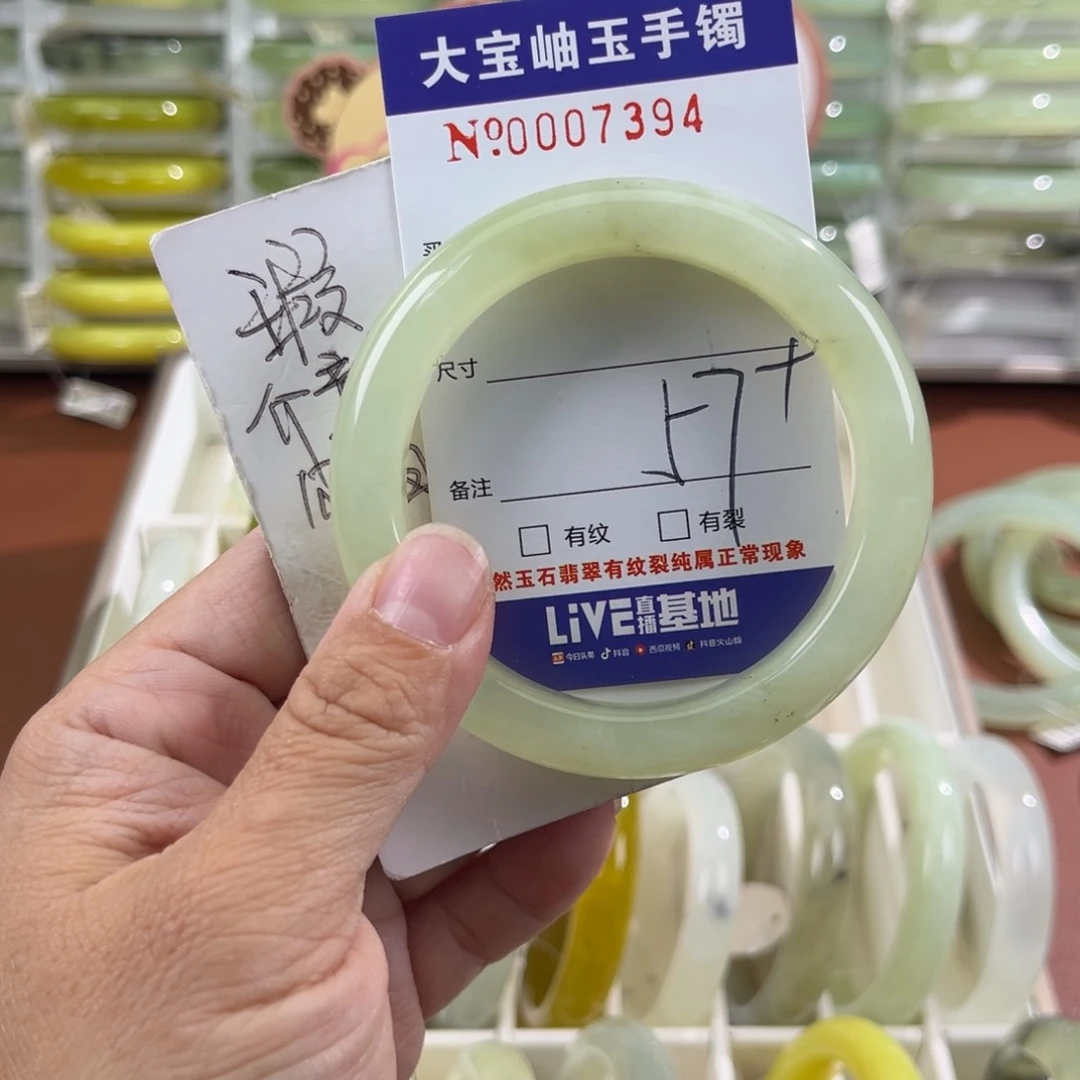 大宝岫玉手镯
No.0007394
尺寸
57+
备注
有纹 有裂
然玉石翡翠有纹裂纯属正常现象
LiVE直播基地
今日头条 抖音 西瓜视频 抖音火山版